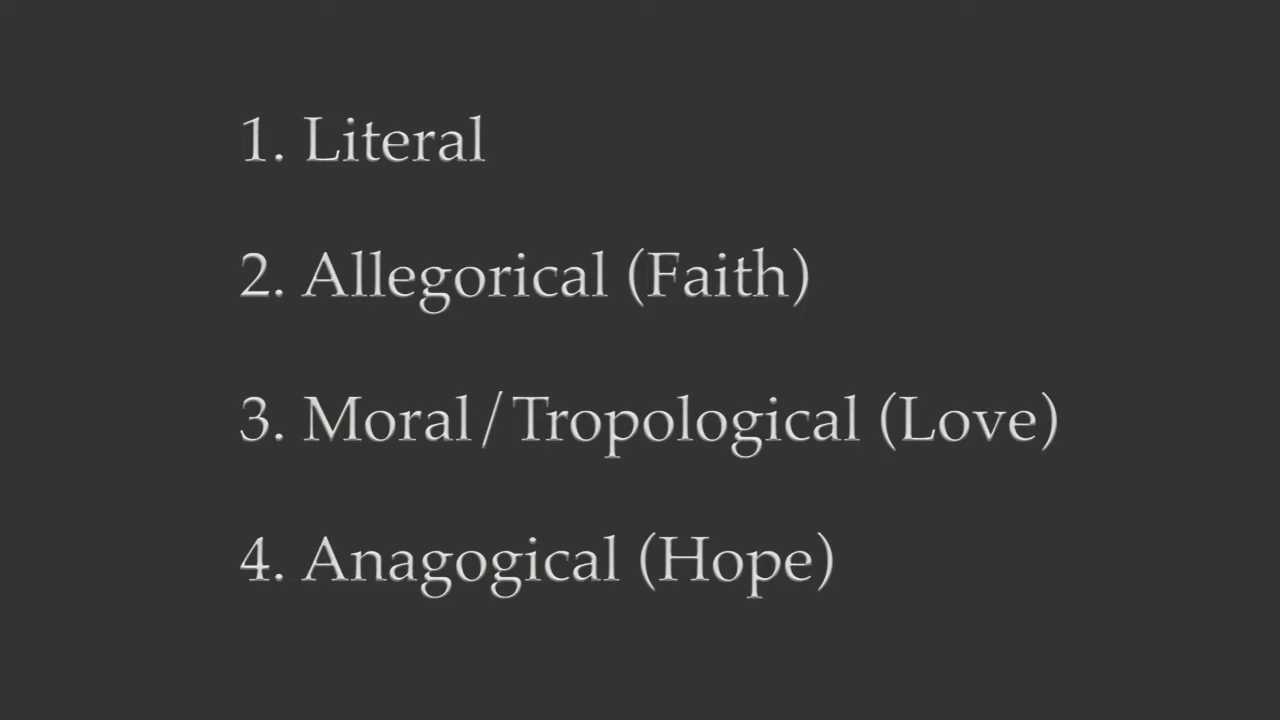 1. Literal
2. Allegorical (Faith)
3. Moral/Tropological (Love)
4. Anagogical (Hope)